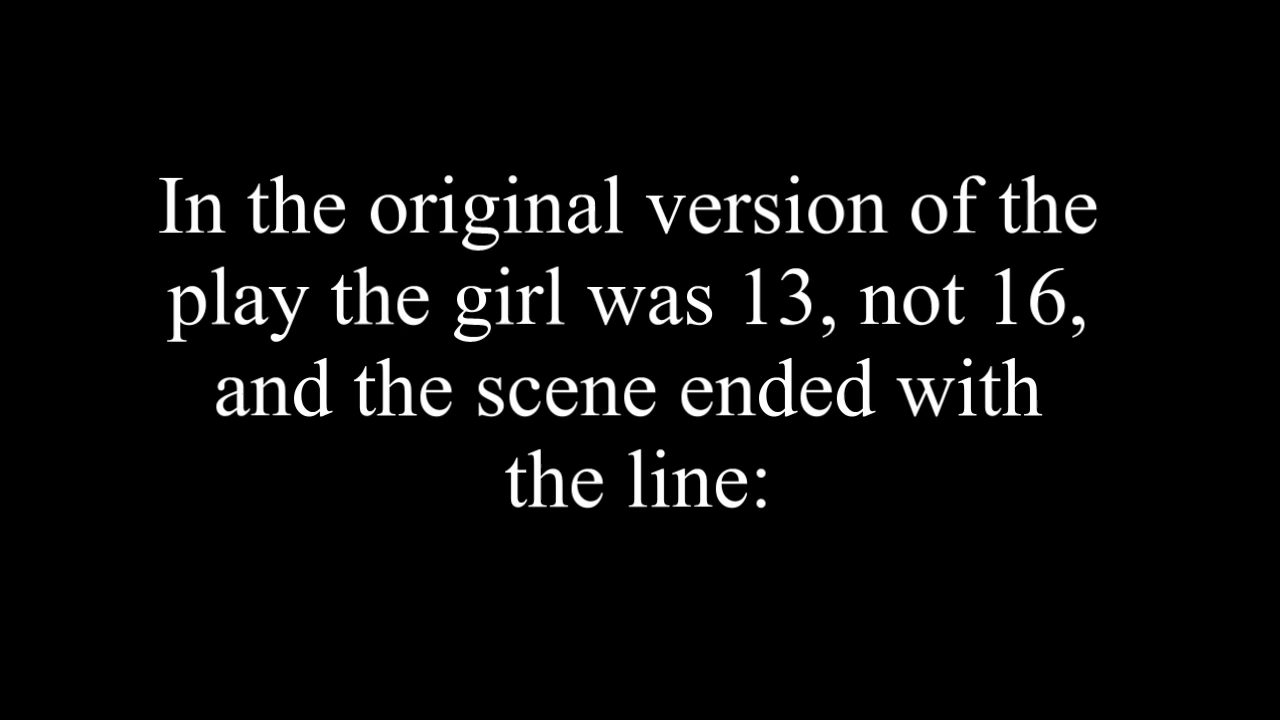 In the original version of the
play the girl was 13, not 16,
and the scene ended with
the line: